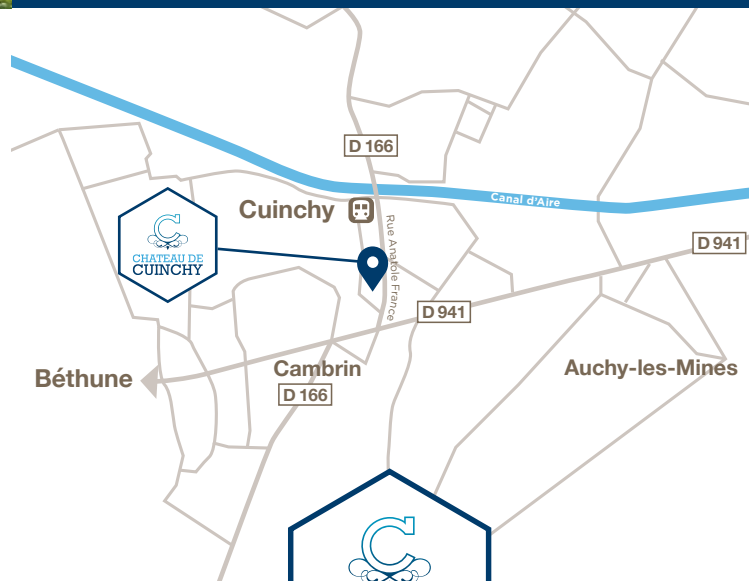 D 166
Canal d'Aire
Cuinchy
Rue Anatole France
C
CHATEAU DE
CUINCHY
D 941
D 941
Béthune
Cambrin
D 166
Auchy-les-Mines
C